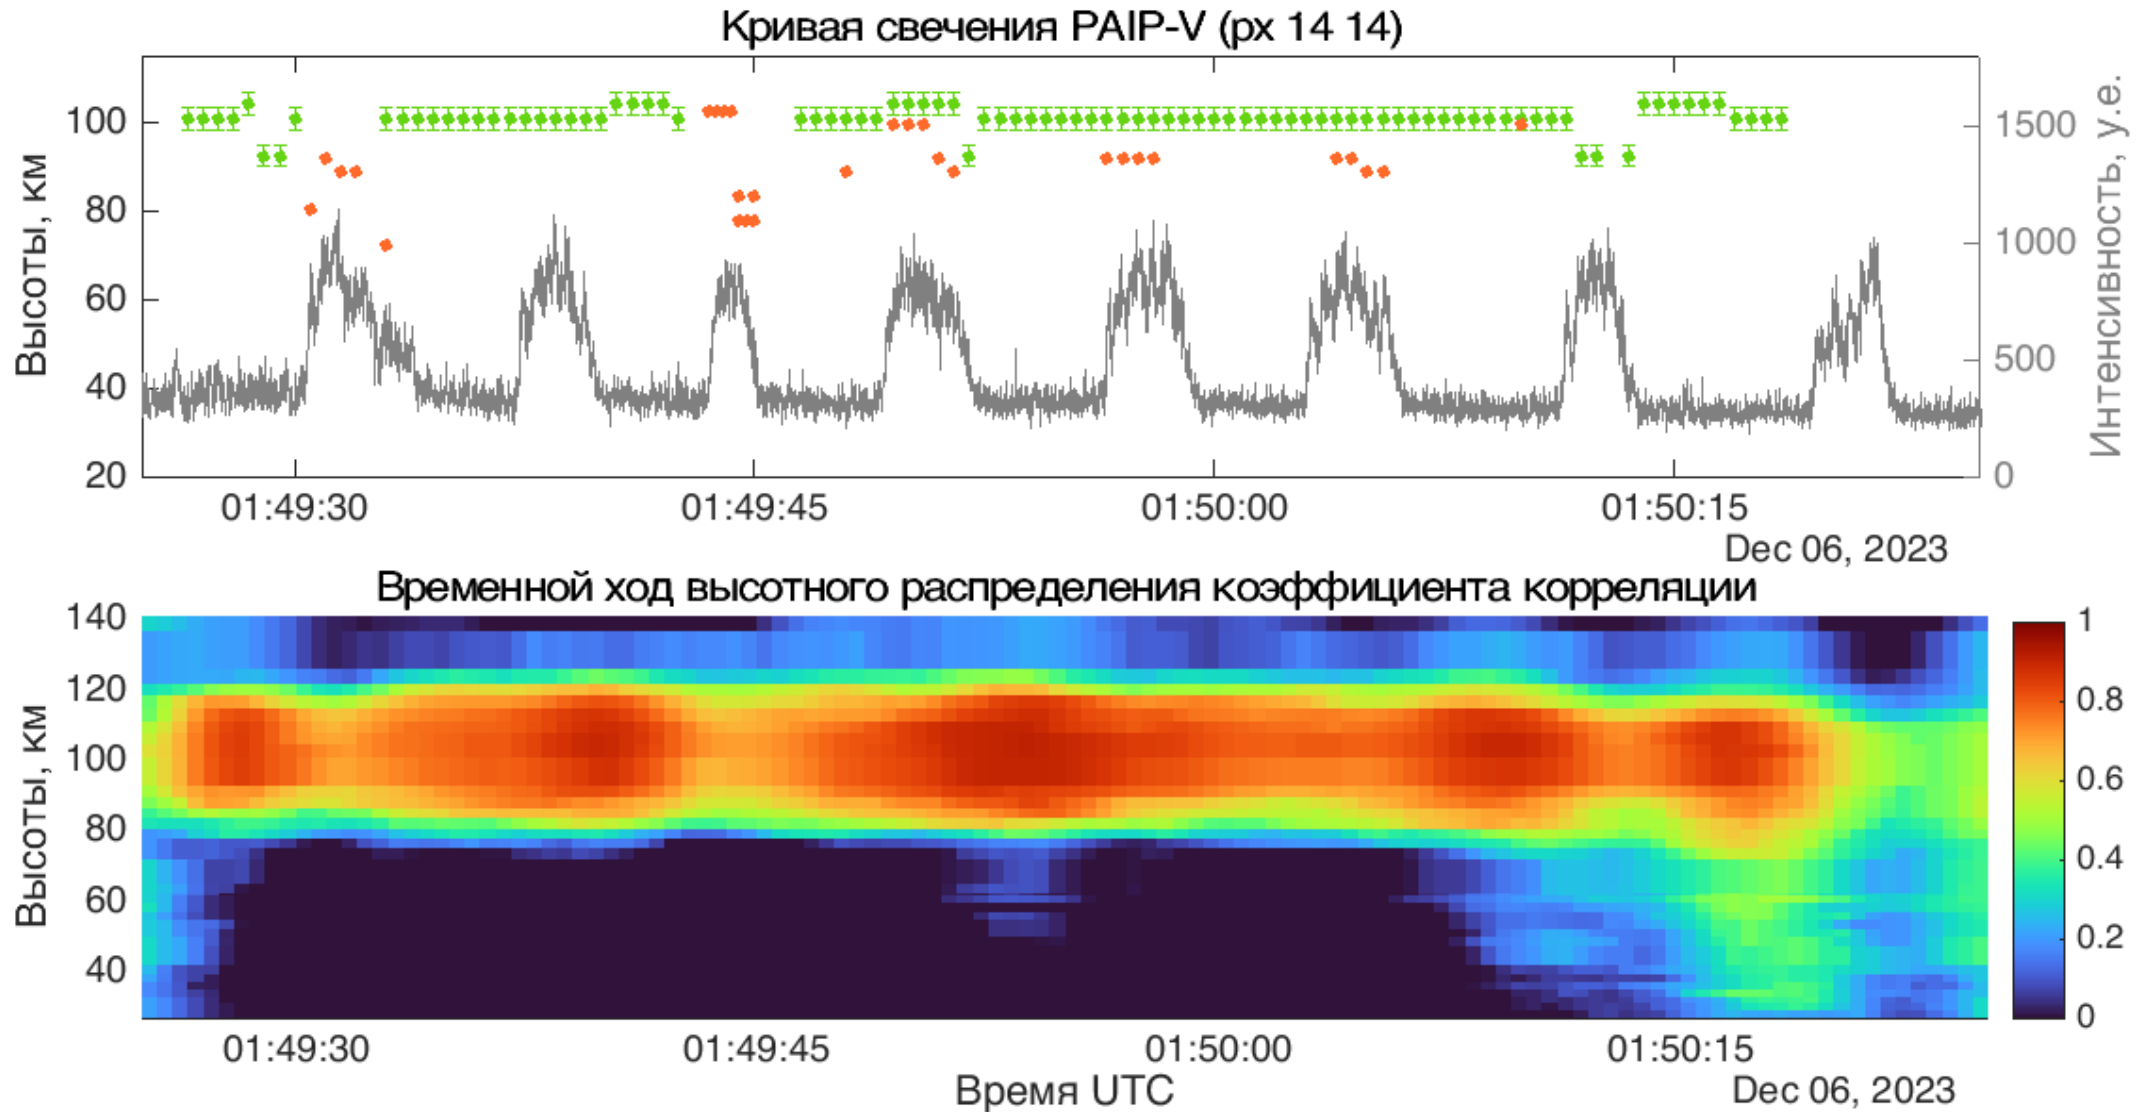 Кривая свечения PAIP-V (px 14 14)
100
80
60
40
20
Высоты, км
1500
1000
500
0
Интенсивность, у.е.
01:49:30 01:49:45 01:50:00 01:50:15
Dec 06, 2023
Временной ход высотного распределения коэффициента корреляции
140
120
100
80
60
40
Высоты, км
1
0.8
0.6
0.4
0.2
0
01:49:30 01:49:45 01:50:00 01:50:15
Время UTC
Dec 06, 2023